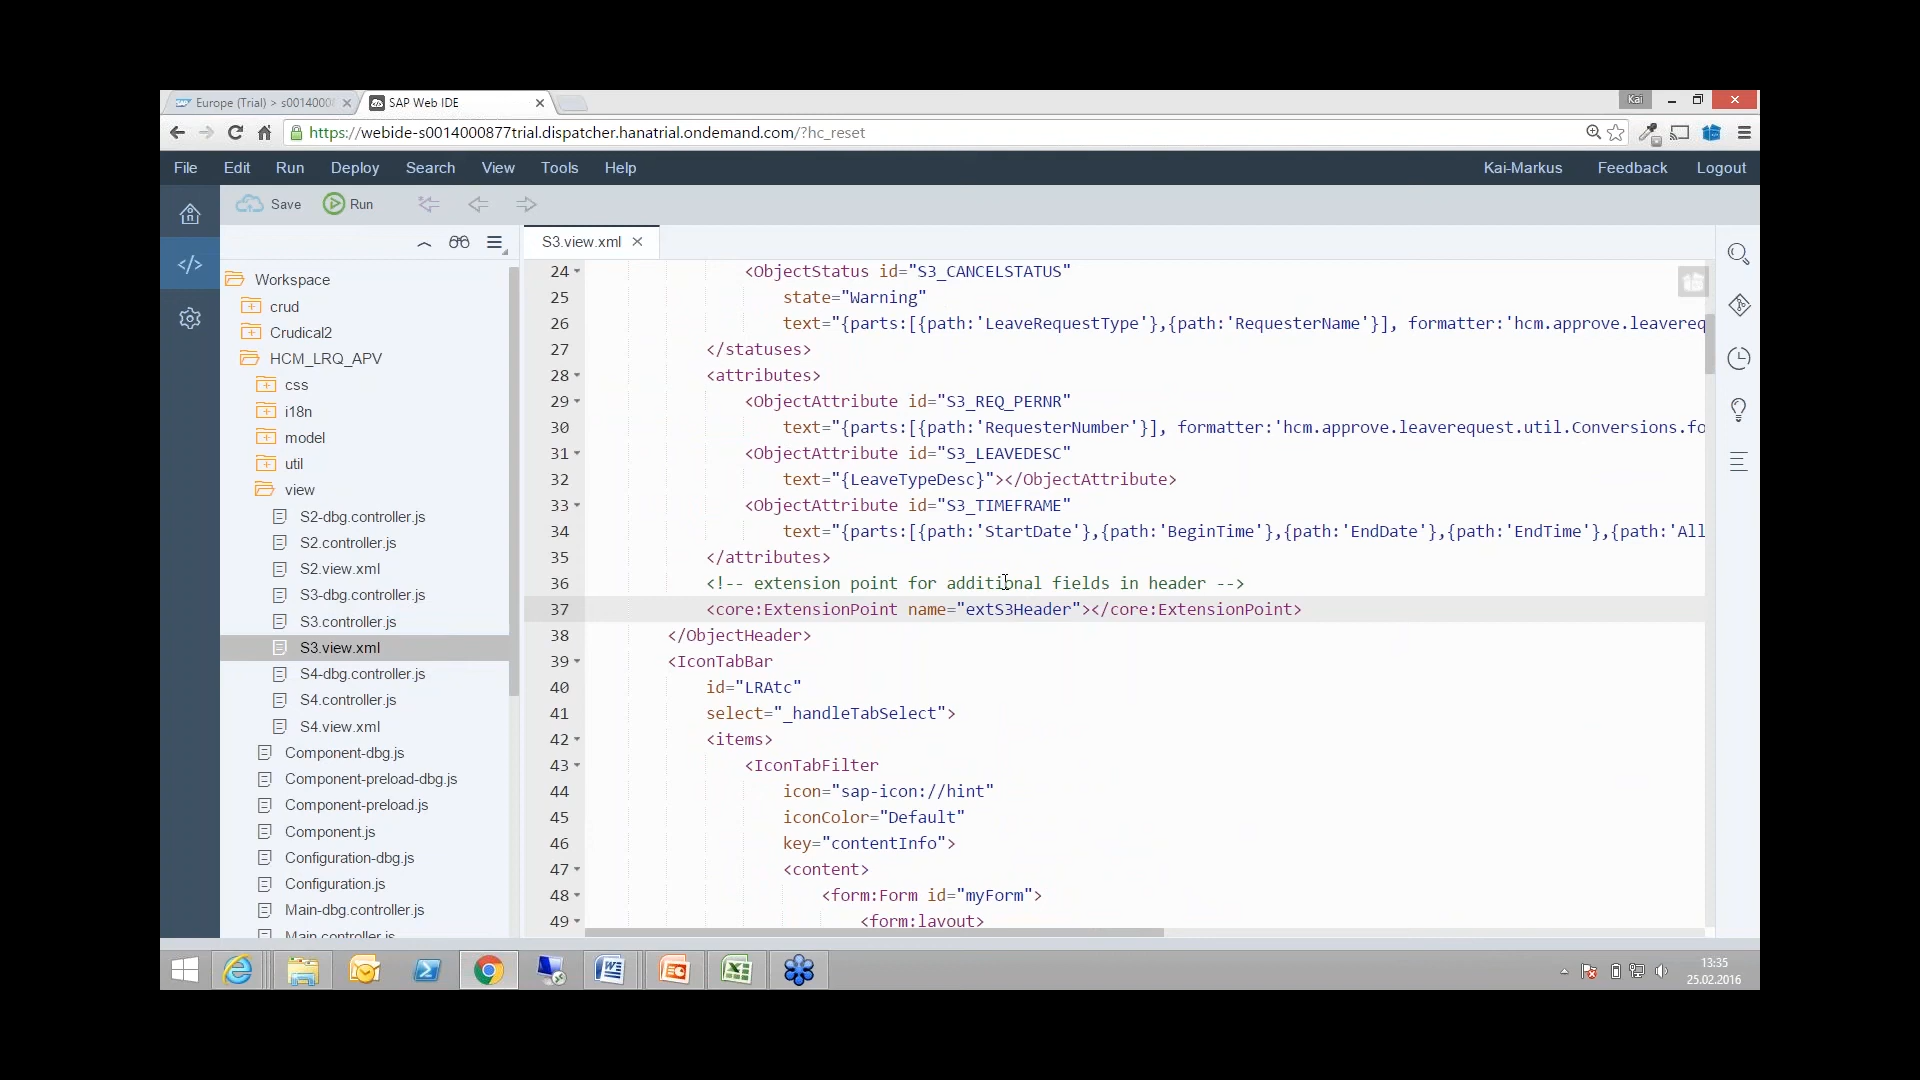 Europe (Trial) > s0014000
SAP Web IDE
Kai
https://webide-s0014000877trial.dispatcher.hanatrial.ondemand.com/?hc_reset
File Edit Run Deploy Search View Tools Help Kai-Markus Feedback Logout
Save Run
S3.view.xml
Workspace
crud
Crudical2
HCM_LRQ_APV
css
i18n
model
util
view
S2-dbg.controller.js
S2.controller.js
S2.view.xml
S3-dbg.controller.js
S3.controller.js
S3.view.xml
S4-dbg.controller.js
S4.controller.js
S4.view.xml
Component-dbg.js
Component-preload-dbg.js
Component-preload.js
Component.js
Configuration-dbg.js
Configuration.js
Main-dbg.controller.js
Main.controller.js
24 <ObjectStatus id="S3_CANCELSTATUS"
25 state="Warning"
26 text="{parts:[{path:'LeaveRequestType'},{path:'RequesterName'}], formatter:'hcm.approve.leavereq
27 </statuses>
28 <attributes>
29 <ObjectAttribute id="S3_REQ_PERNR"
30 text="{parts:[{path:'RequesterNumber'}], formatter:'hcm.approve.leaverequest.util.Conversions.fo
31 <ObjectAttribute id="S3_LEAVEDESC"
32 text="{LeaveTypeDesc}"></ObjectAttribute>
33 <ObjectAttribute id="S3_TIMEFRAME"
34 text="{parts:[{path:'StartDate'},{path:'BeginTime'},{path:'EndDate'},{path:'EndTime'},{path:'All
35 </attributes>
36 <!-- extension point for additional fields in header -->
37 <core:ExtensionPoint name="extS3Header"></core:ExtensionPoint>
38 </ObjectHeader>
39 <IconTabBar
40 id="LRAtc"
41 select="_handleTabSelect">
42 <items>
43 <IconTabFilter
44 icon="sap-icon://hint"
45 iconColor="Default"
46 key="contentInfo">
47 <content>
48 <form:Form id="myForm">
49 <form:layout>
13:35
25.02.2016